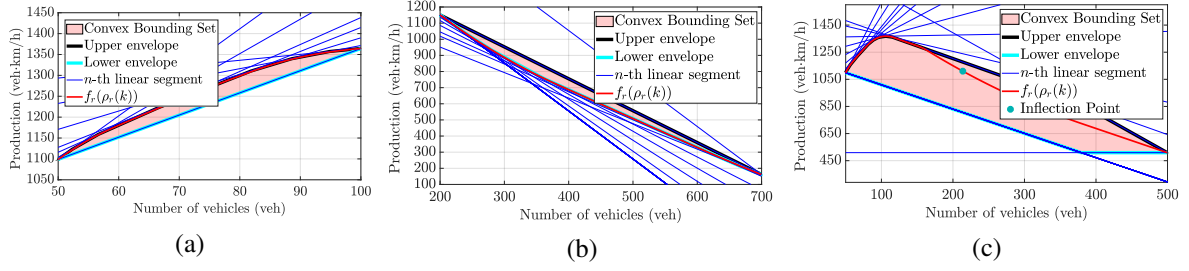 1450
1400
1350
1300
1250
1200
1150
1100
1050
Production (veh·km/h)
50
60
70
80
90
100
Number of vehicles (veh)
Convex Bounding Set
Upper envelope
Lower envelope
n-th linear segment
f_r(ρ_r(k))
(a)
1200
1100
1000
900
800
700
600
500
400
300
200
100
Production (veh·km/h)
200
300
400
500
600
700
Number of vehicles (veh)
Convex Bounding Set
Upper envelope
Lower envelope
n-th linear segment
f_r(ρ_r(k))
(b)
1450
1250
1050
850
650
450
Production (veh·km/h)
100
200
300
400
500
Number of vehicles (veh)
Convex Bounding Set
Upper envelope
Lower envelope
n-th linear segment
f_r(ρ_r(k))
Inflection Point
(c)